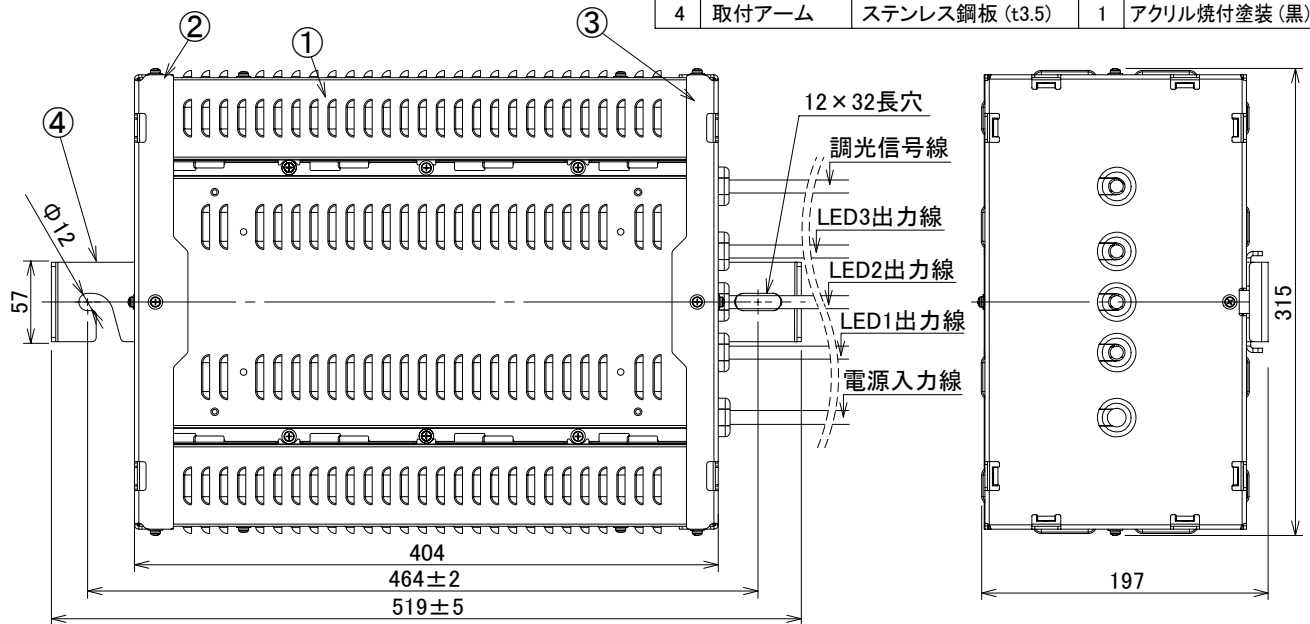 4 取付アーム ステンレス鋼板 (t3.5) 1 アクリル焼付塗装 (黒)
② ① ③
④
12×32長穴
調光信号線
LED3出力線
LED2出力線
LED1出力線
電源入力線
Φ12
57
315
404
464±2
519±5
197